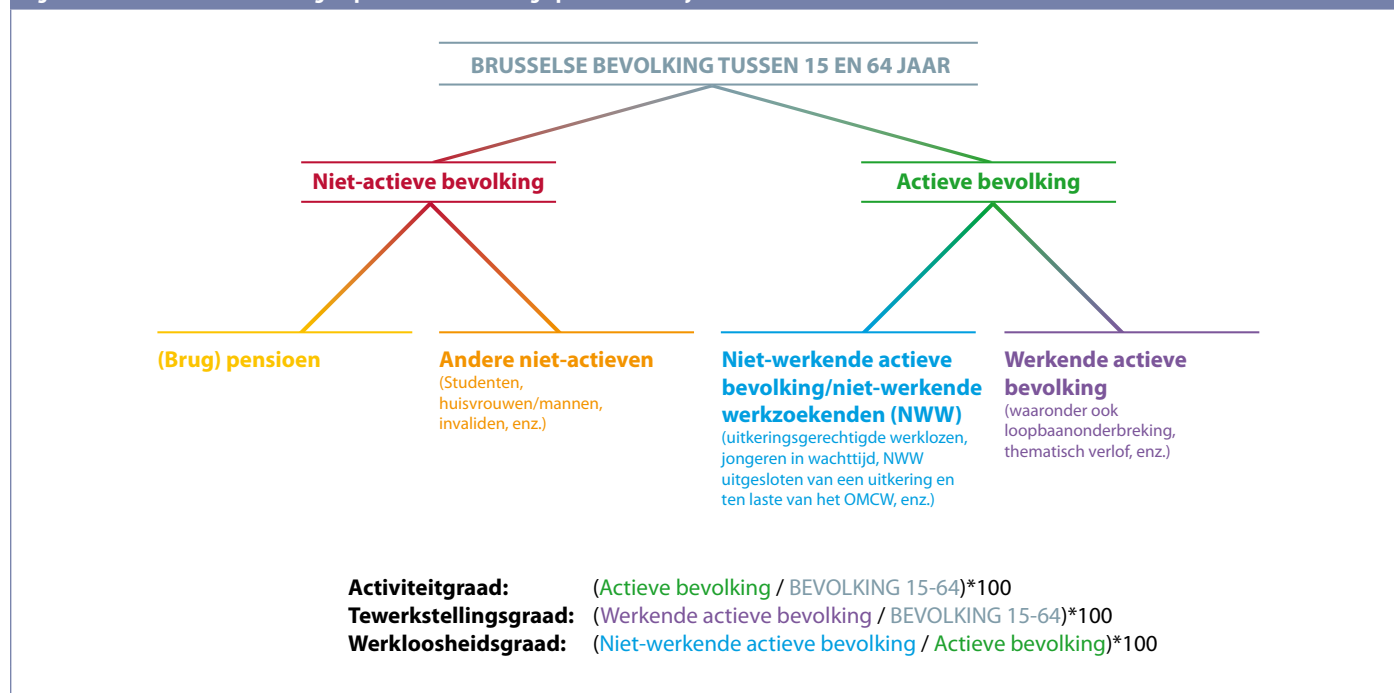 BRUSSELSE BEVOLKING TUSSEN 15 EN 64 JAAR
Niet-actieve bevolking
Actieve bevolking
(Brug) pensioen
Andere niet-actieven
(Studenten,
huisvrouwen/mannen,
invaliden, enz.)
Niet-werkende actieve
bevolking/niet-werkende
werkzoekenden (NWW)
(uitkeringsgerechtigde werklozen,
jongeren in wachttijd, NWW
uitgesloten van een uitkering en
ten laste van het OMCW, enz.)
Werkende actieve
bevolking
(waaronder ook
loopbaanonderbreking,
thematisch verlof, enz.)
Activiteitgraad: (Actieve bevolking / BEVOLKING 15-64)*100
Tewerkstellingsgraad: (Werkende actieve bevolking / BEVOLKING 15-64)*100
Werkloosheidsgraad: (Niet-werkende actieve bevolking / Actieve bevolking)*100